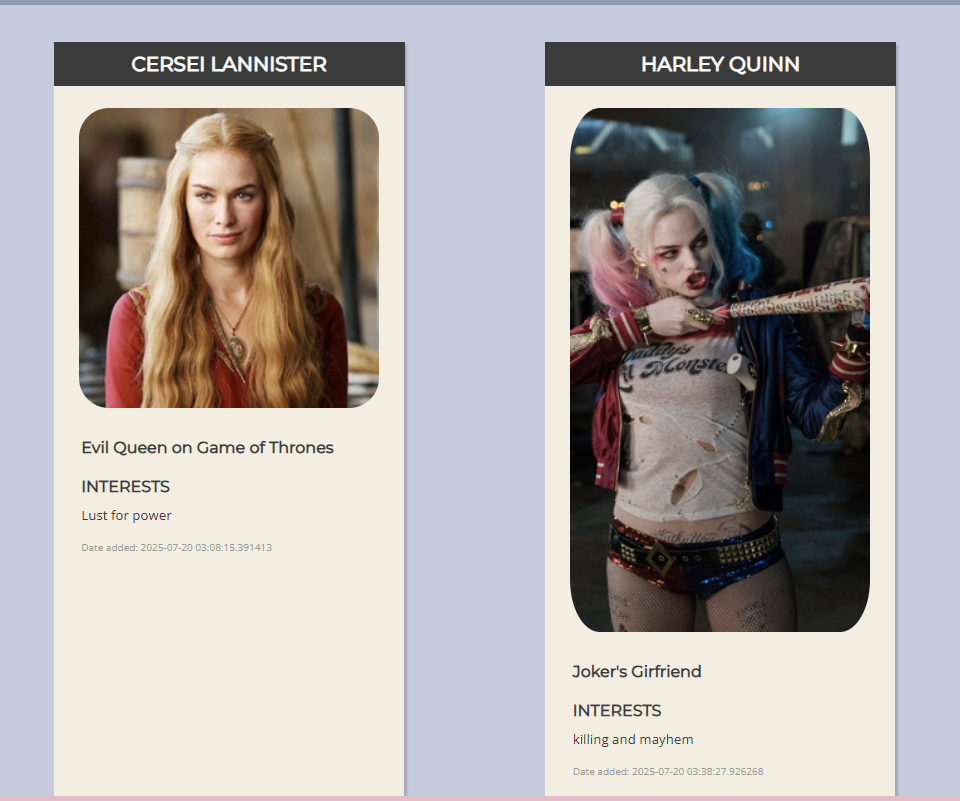 CERSEI LANNISTER
Evil Queen on Game of Thrones
INTERESTS
Lust for power
Date added: 2025-07-20 03:08:15.391413
HARLEY QUINN
Daddy's
Lil Monster
Joker's Girfriend
INTERESTS
killing and mayhem
Date added: 2025-07-20 03:38:27.926268